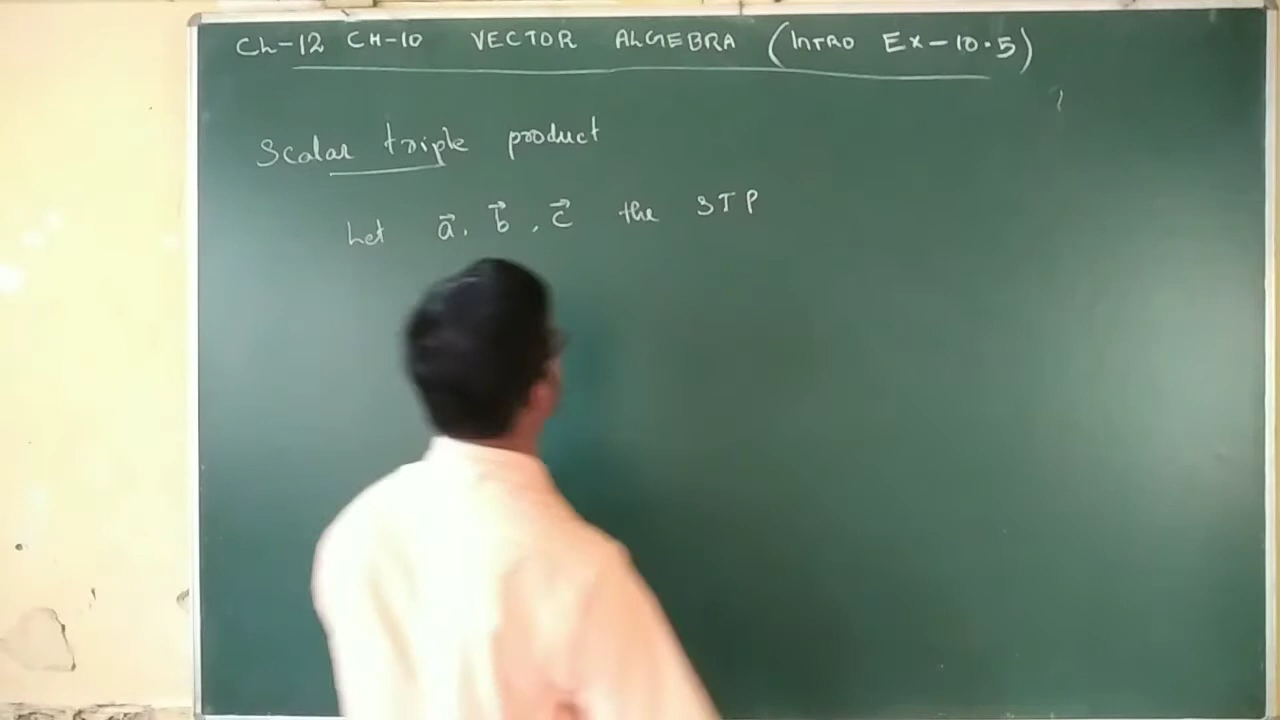 Ch-12 CH-10 VECTOR ALGEBRA (INTRO EX-10.5)
Scalar triple product
Let a⃗, b⃗, c⃗ the STP